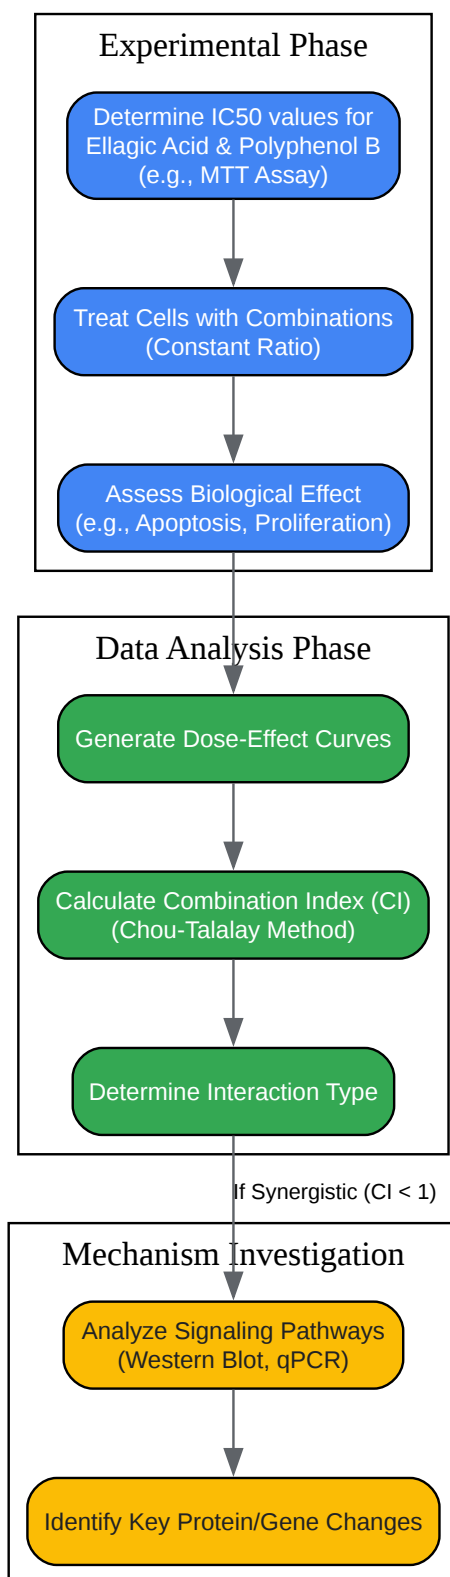 Experimental Phase
Determine IC50 values for
Ellagic Acid & Polyphenol B
(e.g., MTT Assay)
Treat Cells with Combinations
(Constant Ratio)
Assess Biological Effect
(e.g., Apoptosis, Proliferation)
Data Analysis Phase
Generate Dose-Effect Curves
Calculate Combination Index (CI)
(Chou-Talalay Method)
Determine Interaction Type
If Synergistic (CI < 1)
Mechanism Investigation
Analyze Signaling Pathways
(Western Blot, qPCR)
Identify Key Protein/Gene Changes